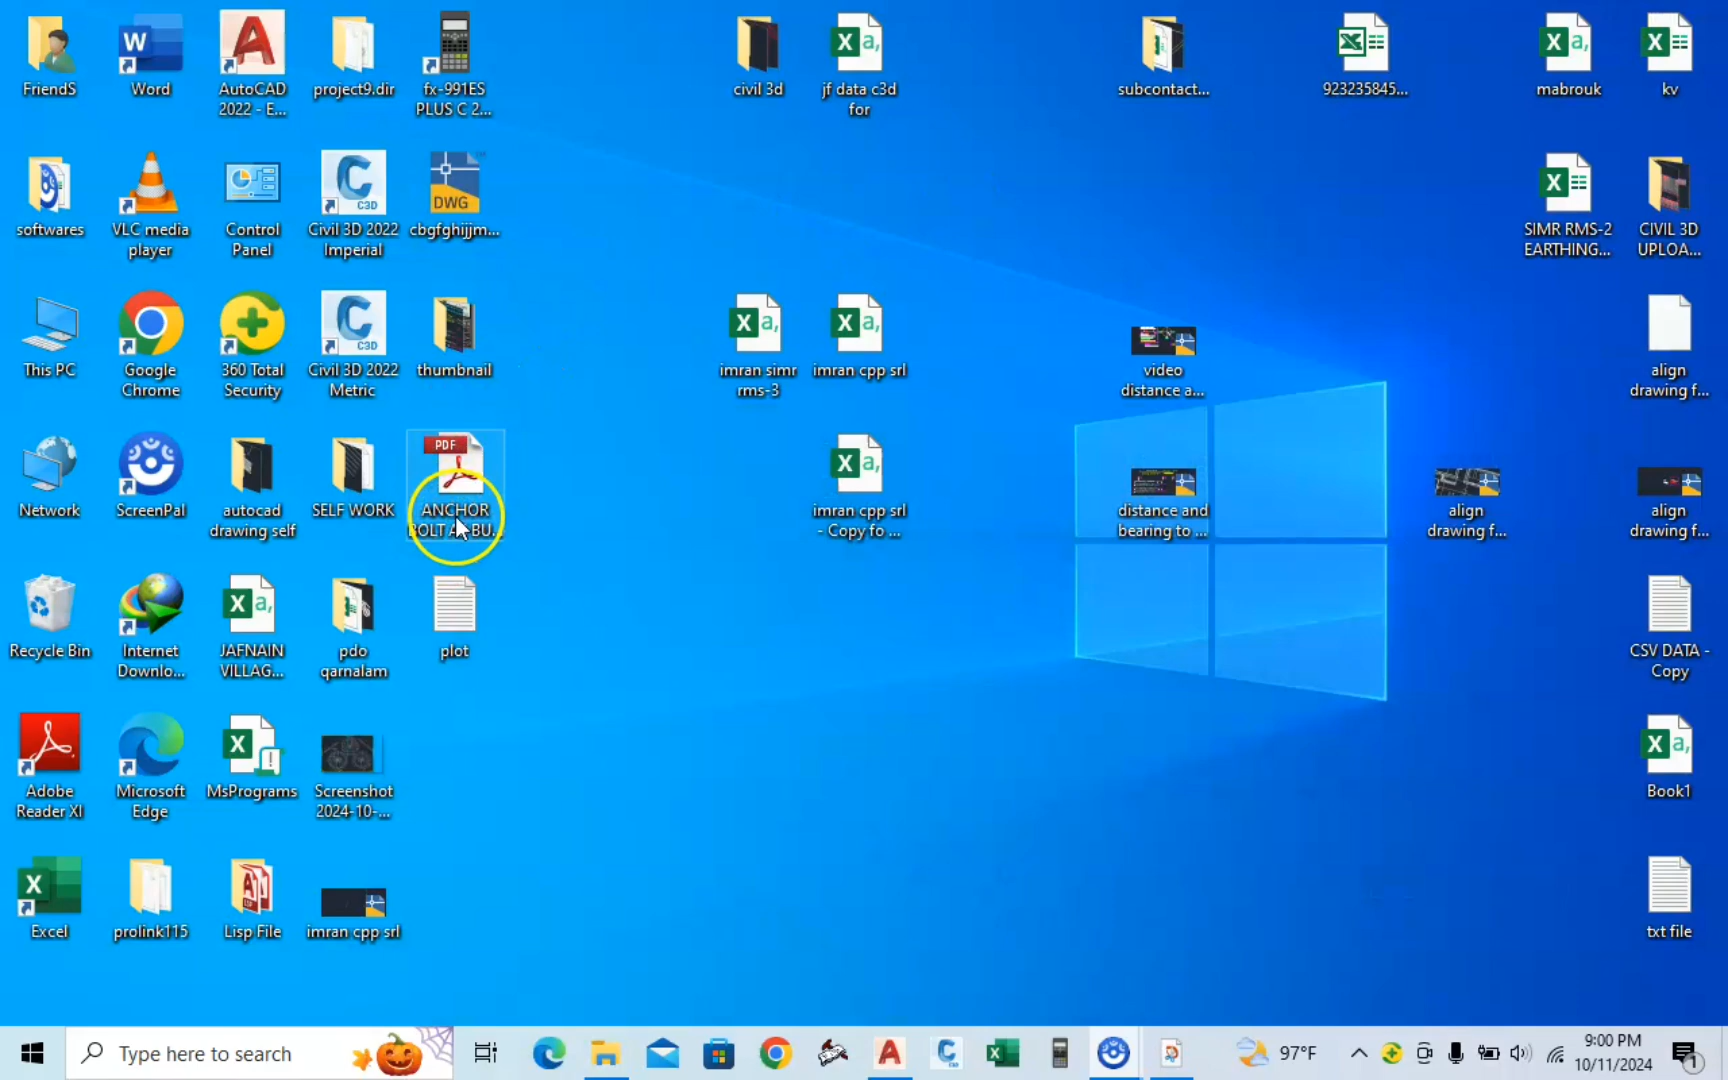 FriendS
Word
AutoCAD
2022 - E...
project9.dir
fx-991ES
PLUS C 2...
civil 3d
jf data c3d
for
subcontact...
923235845...
mabrouk
kv
softwares
VLC media
player
Control
Panel
C3D
Civil 3D 2022
Imperial
DWG
cbgfghijjm...
SIMR RMS-2
EARTHING...
CIVIL 3D
UPLOA...
This PC
Google
Chrome
360 Total
Security
C3D
Civil 3D 2022
Metric
thumbnail
imran simr
rms-3
imran cpp srl
video
distance a...
align
drawing f...
Network
ScreenPal
autocad
drawing self
SELF WORK
PDF
ANCHOR
BOLT A
BU...
imran cpp srl
- Copy fo ...
distance and
bearing to ...
align
drawing f...
align
drawing f...
Recycle Bin
Internet
Downlo...
JAFNAIN
VILLAG...
pdo
qarnalam
plot
CSV DATA -
Copy
Adobe
Reader XI
Microsoft
Edge
MsPrograms
Screenshot
2024-10-...
Book1
Excel
prolink115
Lisp File
imran cpp srl
txt file
Type here to search
97°F
9:00 PM
10/11/2024
1